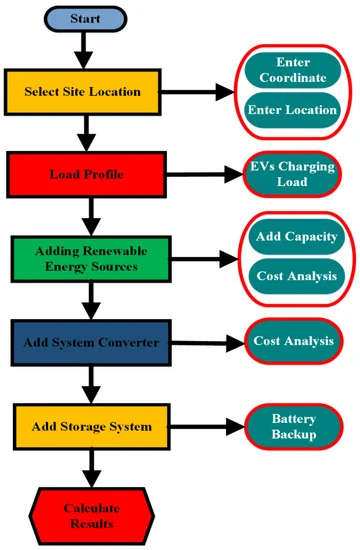 Start
Select Site Location
Enter
Coordinate
Enter Location
Load Profile
EVs Charging
Load
Adding Renewable
Energy Sources
Add Capacity
Cost Analysis
Add System Converter
Cost Analysis
Add Storage System
Battery
Backup
Calculate
Results